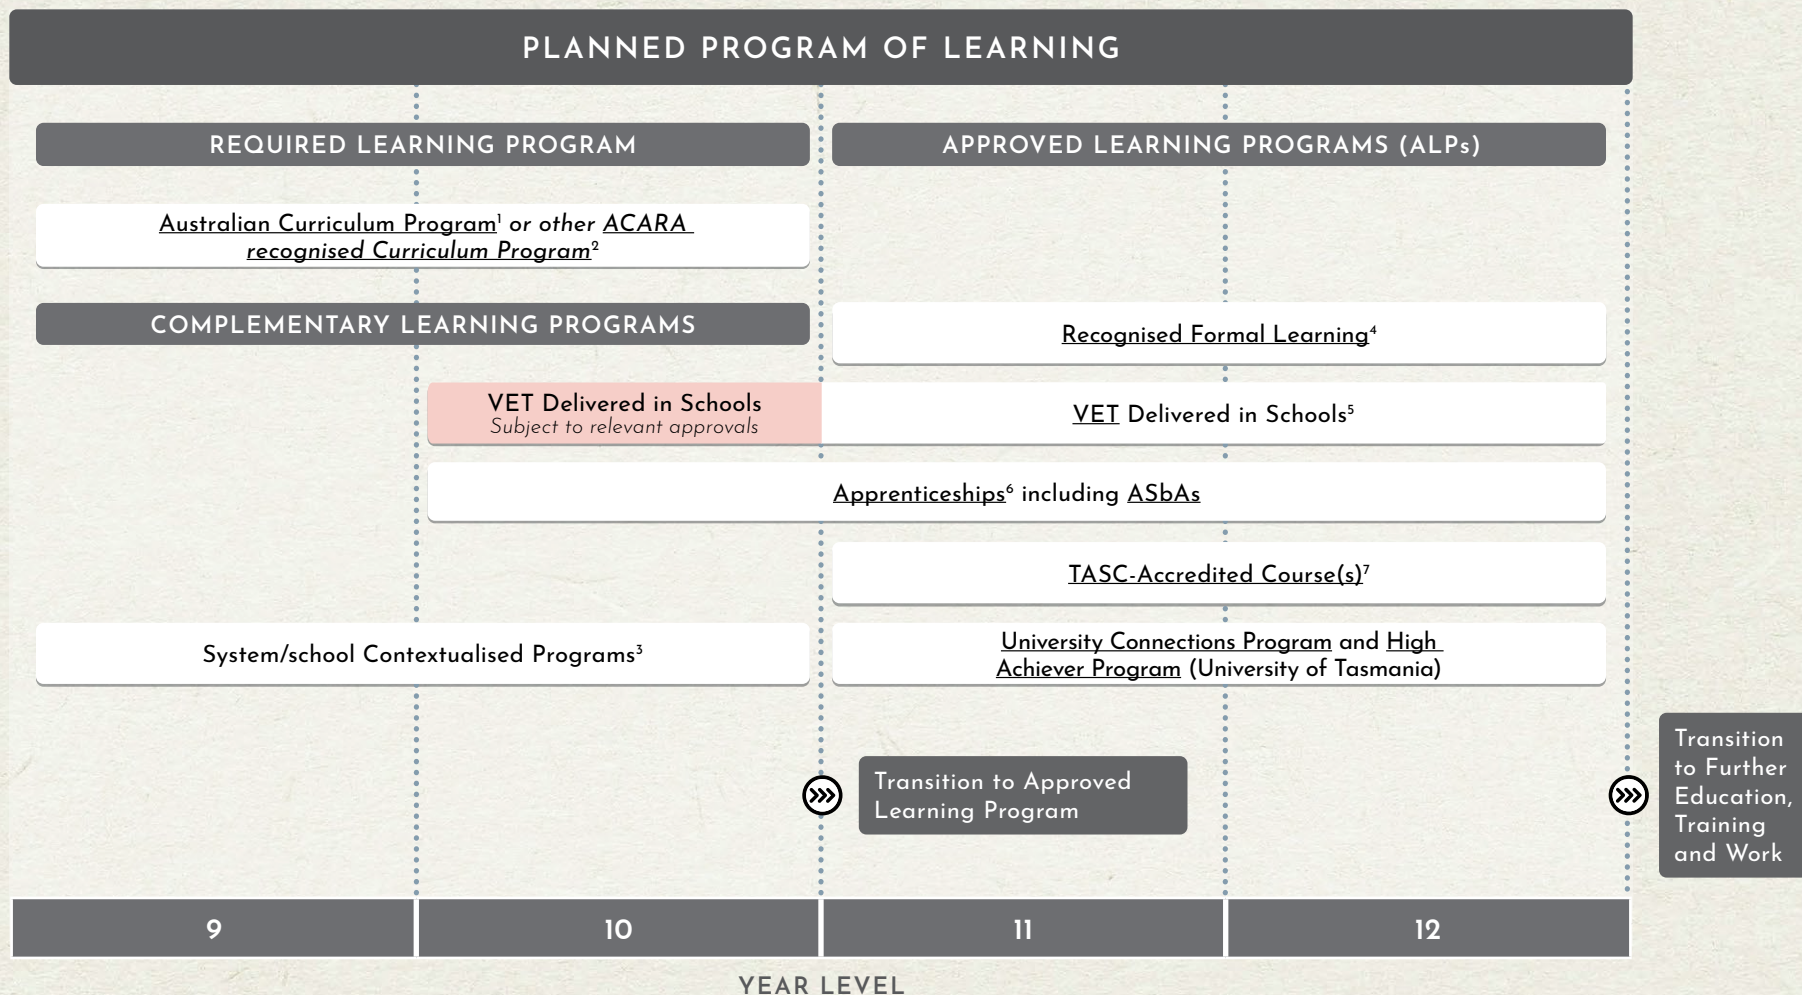 PLANNED PROGRAM OF LEARNING
REQUIRED LEARNING PROGRAM
APPROVED LEARNING PROGRAMS (ALPs)
Australian Curriculum Program¹ or other ACARA
recognised Curriculum Program²
COMPLEMENTARY LEARNING PROGRAMS
Recognised Formal Learning⁴
VET Delivered in Schools
Subject to relevant approvals
VET Delivered in Schools⁵
Apprenticeships⁶ including ASbAs
TASC-Accredited Course(s)⁷
System/school Contextualised Programs³
University Connections Program and High
Achiever Program (University of Tasmania)
Transition to Approved
Learning Program
Transition
to Further
Education,
Training
and Work
9
10
11
12
YEAR LEVEL